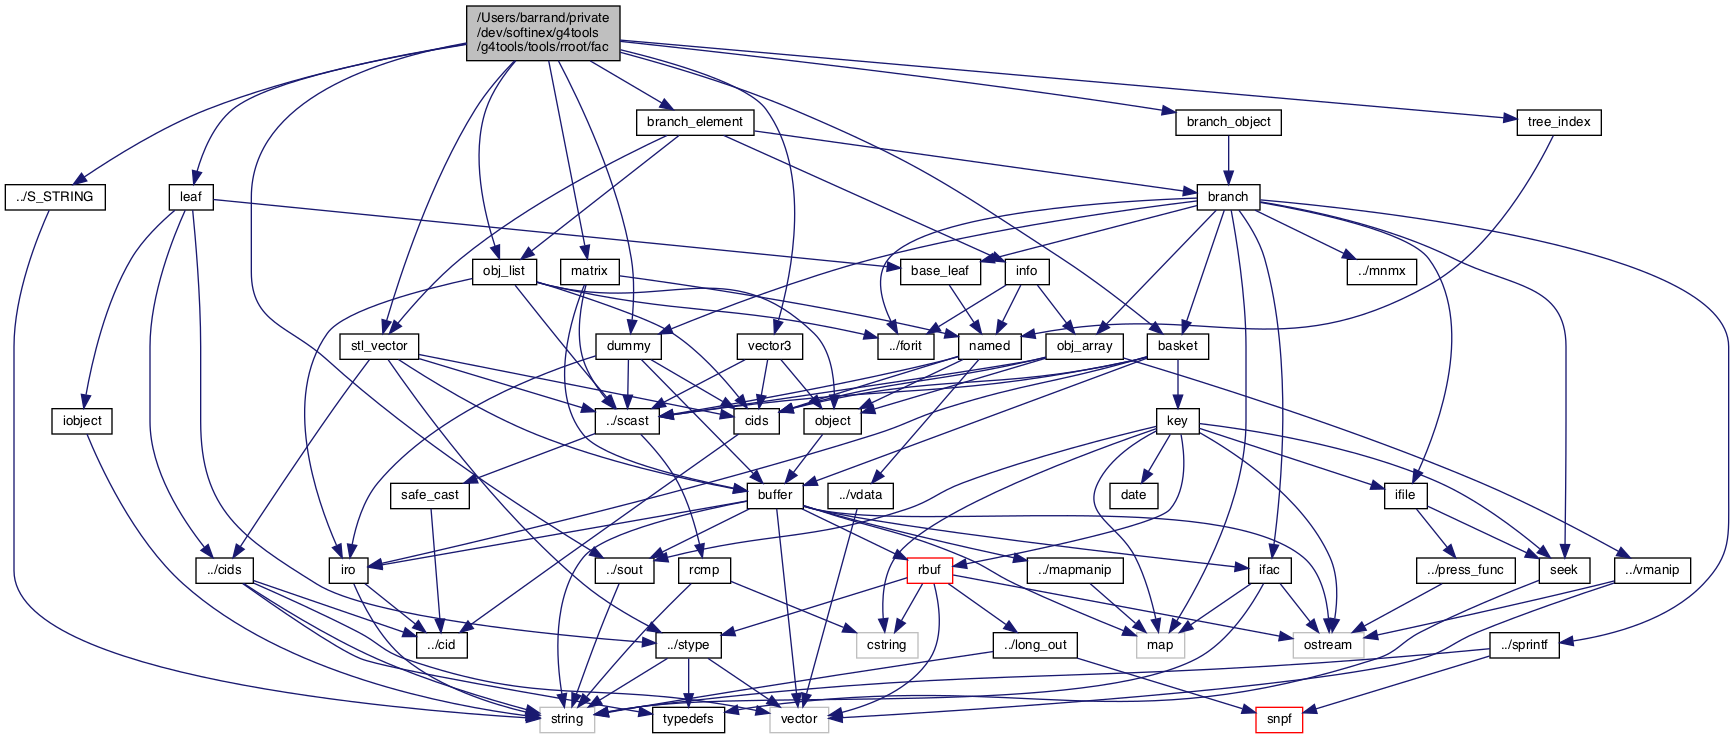 /Users/barrand/private
/dev/softinex/g4tools
/g4tools/tools/rroot/fac
branch_element
branch_object
tree_index
../S_STRING
leaf
branch
obj_list
matrix
base_leaf
info
../mnmx
stl_vector
dummy
vector3
../forit
named
obj_array
basket
iobject
../scast
cids
object
key
safe_cast
buffer
../vdata
date
ifile
../cids
iro
../sout
rcmp
rbuf
../mapmanip
ifac
../press_func
seek
../vmanip
../cid
../stype
cstring
../long_out
map
ostream
../sprintf
string
typedefs
vector
snpf